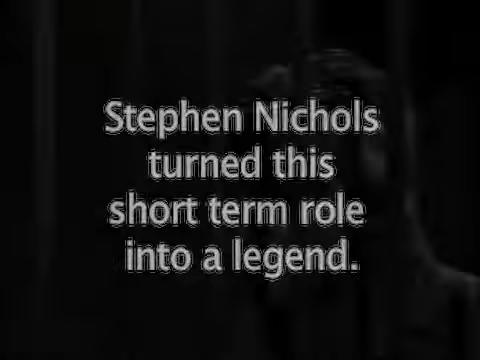 Stephen Nichols
turned this
short term role
into a legend.